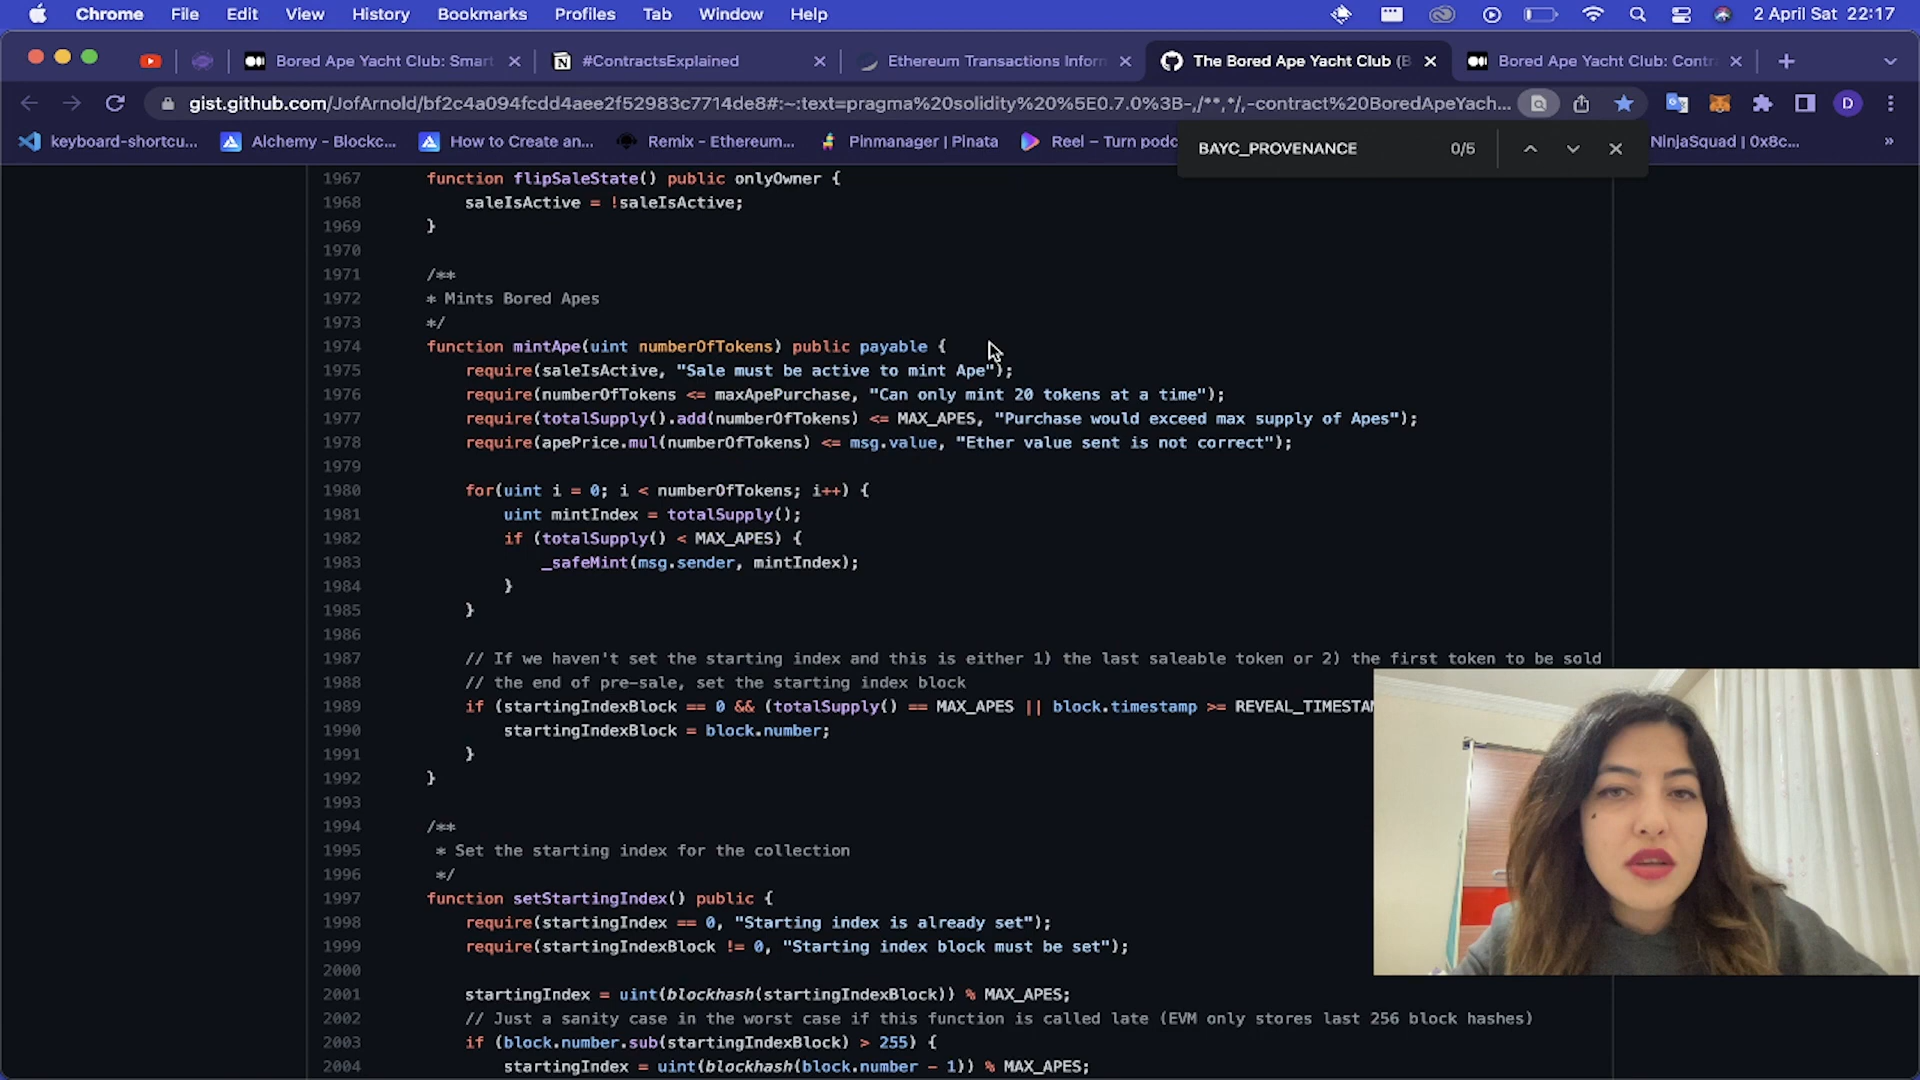 Chrome File Edit View History Bookmarks Profiles Tab Window Help 2 April Sat 22:17
Bored Ape Yacht Club: Smart #ContractsExplained Ethereum Transactions Inform The Bored Ape Yacht Club (B Bored Ape Yacht Club: Contr
gist.github.com/JofArnold/bf2c4a094fcdd4aee2f52983c7714de8#:~:text=pragma%20solidity%20%5E0.7.0%3B-,/**,*/,-contract%20BoredApeYach... D
keyboard-shortcu... Alchemy – Blockc... How to Create an... Remix – Ethereum... Pinmanager | Pinata Reel – Turn podc NinjaSquad | 0x8c... »
BAYC_PROVENANCE 0/5
1967 function flipSaleState() public onlyOwner {
1968 saleIsActive = !saleIsActive;
1969 }
1970
1971 /**
1972 * Mints Bored Apes
1973 */
1974 function mintApe(uint numberOfTokens) public payable {
1975 require(saleIsActive, "Sale must be active to mint Ape");
1976 require(numberOfTokens <= maxApePurchase, "Can only mint 20 tokens at a time");
1977 require(totalSupply().add(numberOfTokens) <= MAX_APES, "Purchase would exceed max supply of Apes");
1978 require(apePrice.mul(numberOfTokens) <= msg.value, "Ether value sent is not correct");
1979
1980 for(uint i = 0; i < numberOfTokens; i++) {
1981 uint mintIndex = totalSupply();
1982 if (totalSupply() < MAX_APES) {
1983 _safeMint(msg.sender, mintIndex);
1984 }
1985 }
1986
1987 // If we haven't set the starting index and this is either 1) the last saleable token or 2) the first token to be sold
1988 // the end of pre-sale, set the starting index block
1989 if (startingIndexBlock == 0 && (totalSupply() == MAX_APES || block.timestamp >= REVEAL_TIMESTAM
1990 startingIndexBlock = block.number;
1991 }
1992 }
1993
1994 /**
1995 * Set the starting index for the collection
1996 */
1997 function setStartingIndex() public {
1998 require(startingIndex == 0, "Starting index is already set");
1999 require(startingIndexBlock != 0, "Starting index block must be set");
2000
2001 startingIndex = uint(blockhash(startingIndexBlock)) % MAX_APES;
2002 // Just a sanity case in the worst case if this function is called late (EVM only stores last 256 block hashes)
2003 if (block.number.sub(startingIndexBlock) > 255) {
2004 startingIndex = uint(blockhash(block.number - 1)) % MAX_APES;